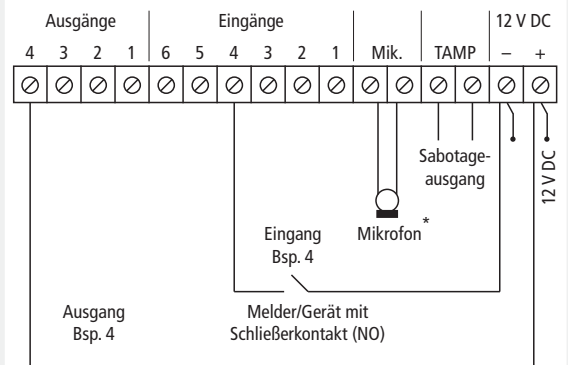 Ausgänge Eingänge 12 V DC
4 3 2 1 6 5 4 3 2 1 Mik. TAMP – +
Sabotage-
ausgang
12 V DC
Mikrofon *
Eingang
Bsp. 4
Ausgang
Bsp. 4
Melder/Gerät mit
Schließerkontakt (NO)